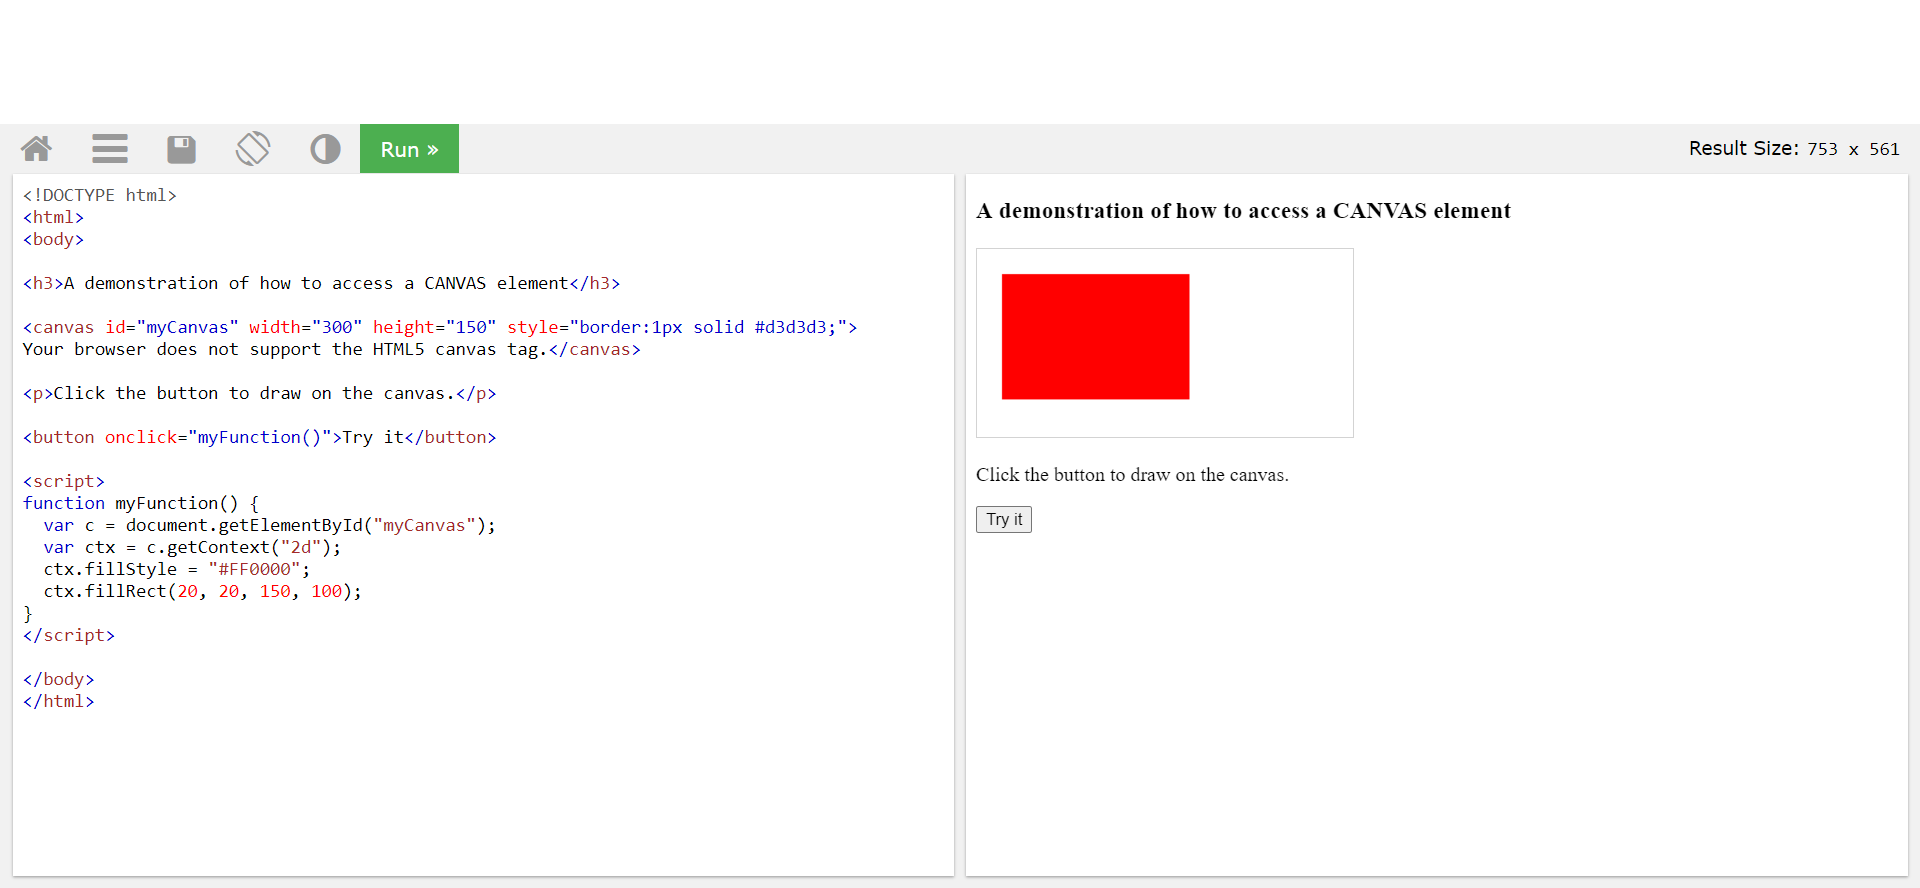 Run »
Result Size: 753 x 561
<!DOCTYPE html>
<html>
<body>
<h3>A demonstration of how to access a CANVAS element</h3>
<canvas id="myCanvas" width="300" height="150" style="border:1px solid #d3d3d3;">
Your browser does not support the HTML5 canvas tag.</canvas>
<p>Click the button to draw on the canvas.</p>
<button onclick="myFunction()">Try it</button>
<script>
function myFunction() {
  var c = document.getElementById("myCanvas");
  var ctx = c.getContext("2d");
  ctx.fillStyle = "#FF0000";
  ctx.fillRect(20, 20, 150, 100);
}
</script>
</body>
</html>
A demonstration of how to access a CANVAS element
Click the button to draw on the canvas.
Try it